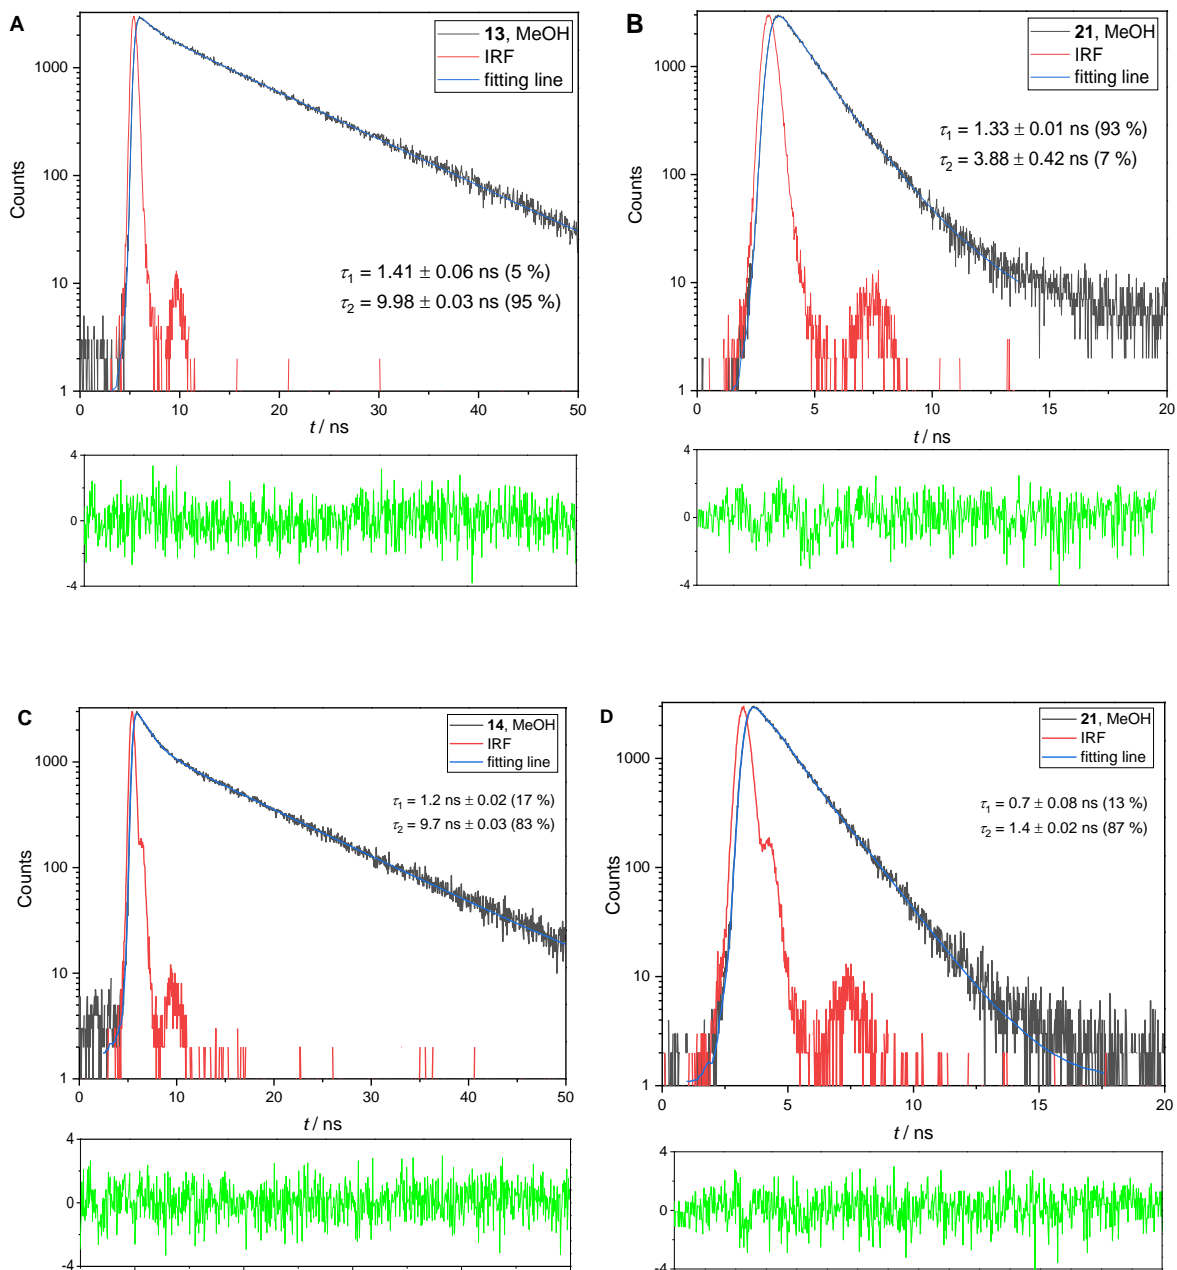 A
13, MeOH
IRF
fitting line
1000
100
10
1
Counts
τ1 = 1.41 ± 0.06 ns (5 %)
τ2 = 9.98 ± 0.03 ns (95 %)
0 10 20 30 40 50
t / ns
4
0
-4
B
21, MeOH
IRF
fitting line
1000
100
10
1
Counts
τ1 = 1.33 ± 0.01 ns (93 %)
τ2 = 3.88 ± 0.42 ns (7 %)
0 5 10 15 20
t / ns
4
0
-4
C
14, MeOH
IRF
fitting line
1000
100
10
1
Counts
τ1 = 1.2 ns ± 0.02 (17 %)
τ2 = 9.7 ns ± 0.03 (83 %)
0 10 20 30 40 50
t / ns
4
0
-4
D
21, MeOH
IRF
fitting line
1000
100
10
1
Counts
τ1 = 0.7 ± 0.08 ns (13 %)
τ2 = 1.4 ± 0.02 ns (87 %)
0 5 10 15 20
t / ns
4
0
-4